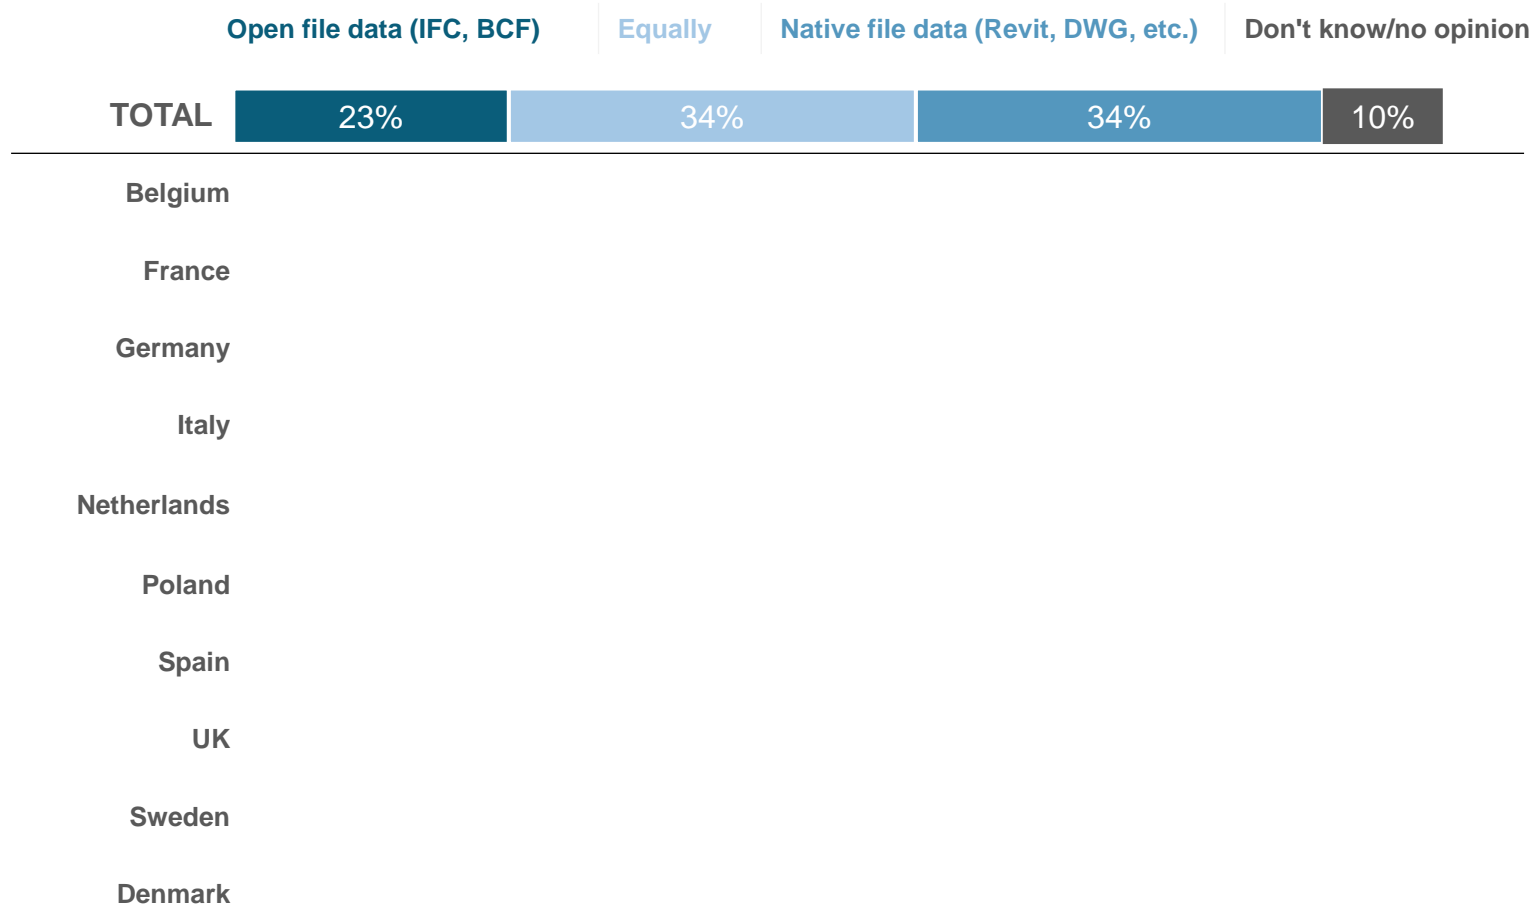 Open file data (IFC, BCF) Equally Native file data (Revit, DWG, etc.) Don't know/no opinion
TOTAL 23% 34% 34% 10%
Belgium
France
Germany
Italy
Netherlands
Poland
Spain
UK
Sweden
Denmark